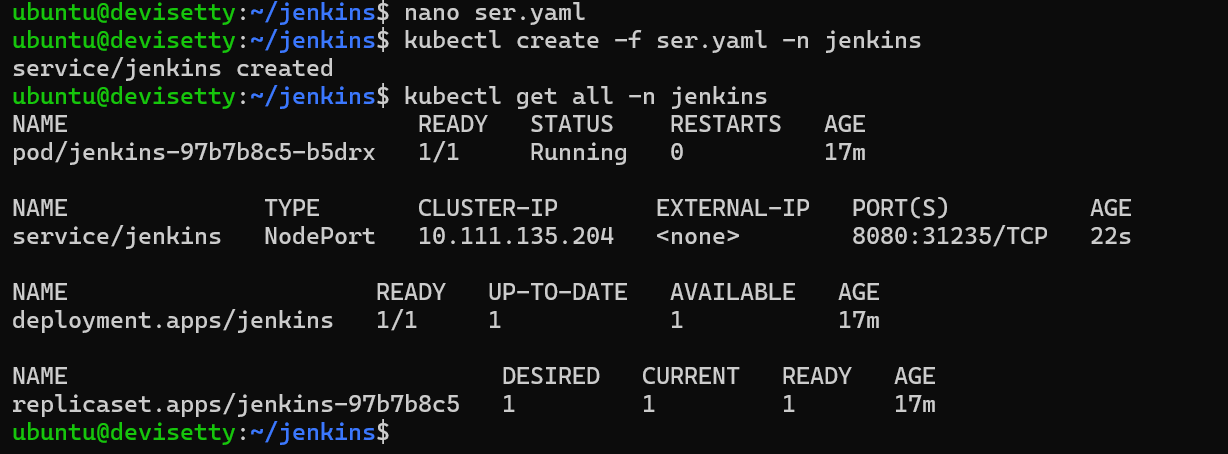 ubuntu@devisetty:~/jenkins$ nano ser.yaml
ubuntu@devisetty:~/jenkins$ kubectl create -f ser.yaml -n jenkins
service/jenkins created
ubuntu@devisetty:~/jenkins$ kubectl get all -n jenkins
NAME                          READY   STATUS    RESTARTS   AGE
pod/jenkins-97b7b8c5-b5drx   1/1     Running   0          17m

NAME              TYPE       CLUSTER-IP       EXTERNAL-IP   PORT(S)          AGE
service/jenkins   NodePort   10.111.135.204   <none>        8080:31235/TCP   22s

NAME                      READY   UP-TO-DATE   AVAILABLE   AGE
deployment.apps/jenkins   1/1     1            1           17m

NAME                               DESIRED   CURRENT   READY   AGE
replicaset.apps/jenkins-97b7b8c5   1         1         1       17m
ubuntu@devisetty:~/jenkins$